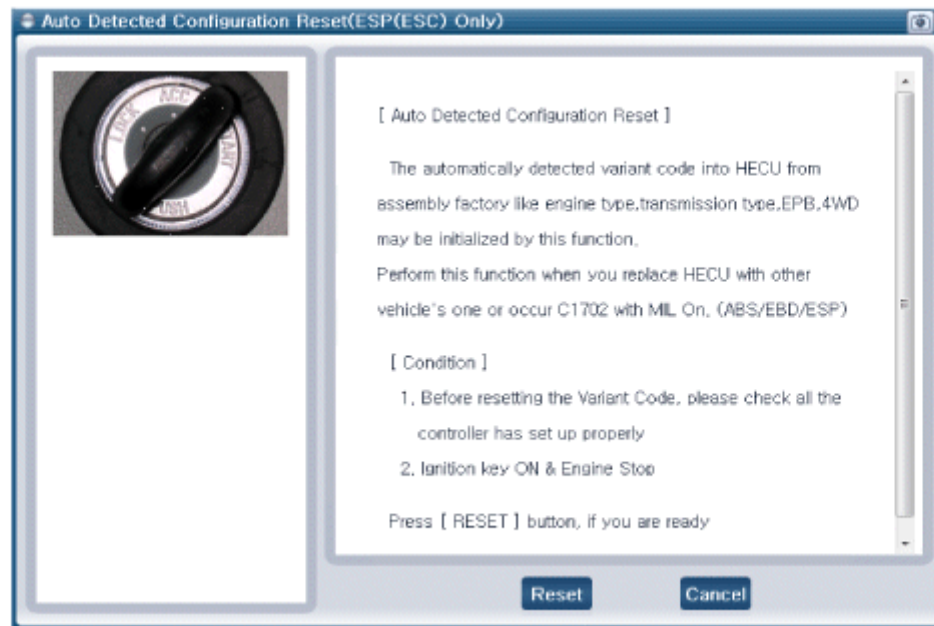 Auto Detected Configuration Reset(ESP(ESC) Only)
LOCK
ACC
START
PUSH
[ Auto Detected Configuration Reset ]
The automatically detected variant code into HECU from
assembly factory like engine type,transmission type,EPB,4WD
may be initialized by this function.
Perform this function when you replace HECU with other
vehicle's one or occur C1702 with MIL On. (ABS/EBD/ESP)
[ Condition ]
1. Before resetting the Variant Code, please check all the
controller has set up properly
2. Ignition key ON & Engine Stop
Press [ RESET ] button, if you are ready
Reset
Cancel